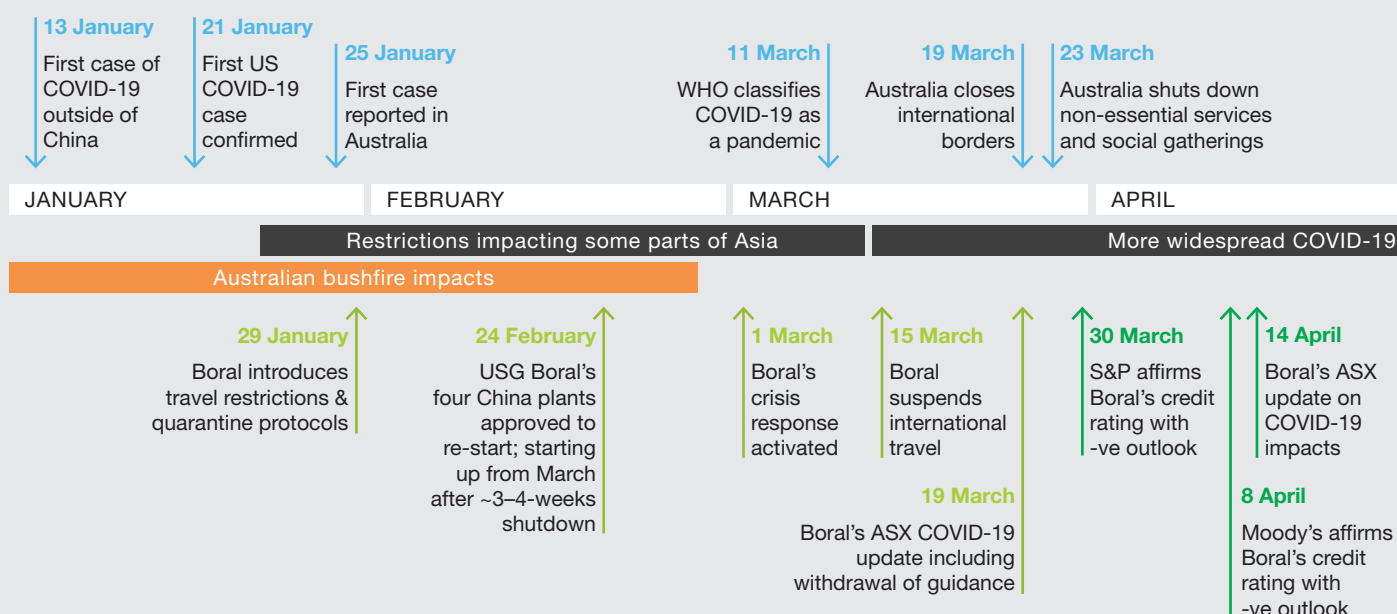 13 January
First case of
COVID-19
outside of
China
21 January
First US
COVID-19
case
confirmed
25 January
First case
reported in
Australia
11 March
WHO classifies
COVID-19 as
a pandemic
19 March
Australia closes
international
borders
23 March
Australia shuts down
non-essential services
and social gatherings
JANUARY
FEBRUARY
MARCH
APRIL
Restrictions impacting some parts of Asia
More widespread COVID-19
Australian bushfire impacts
29 January
Boral introduces
travel restrictions &
quarantine protocols
24 February
USG Boral’s
four China plants
approved to
re-start; starting
up from March
after ~3–4-weeks
shutdown
1 March
Boral’s
crisis
response
activated
15 March
Boral
suspends
international
travel
19 March
Boral’s ASX COVID-19
update including
withdrawal of guidance
30 March
S&P affirms
Boral’s credit
rating with
-ve outlook
14 April
Boral’s ASX
update on
COVID-19
impacts
8 April
Moody’s affirms
Boral’s credit
rating with
-ve outlook